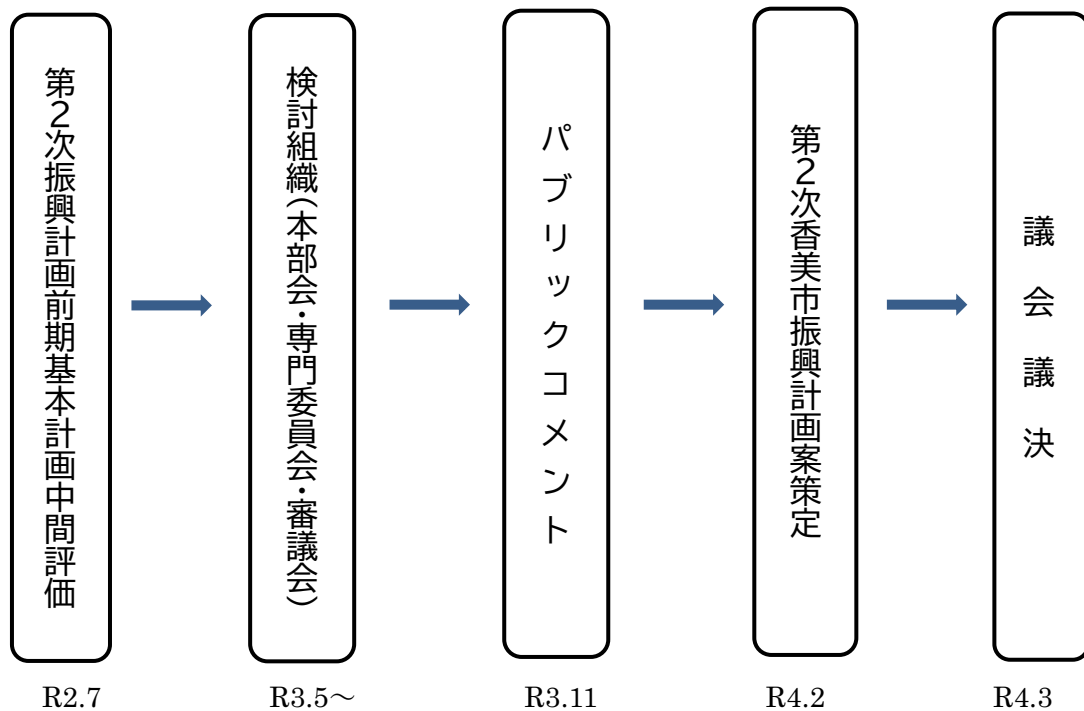 第２次振興計画前期基本計画中間評価
検討組織（本部会・専門委員会・審議会）
パブリックコメント
第２次香美市振興計画案策定
議会議決
R2.7
R3.5～
R3.11
R4.2
R4.3